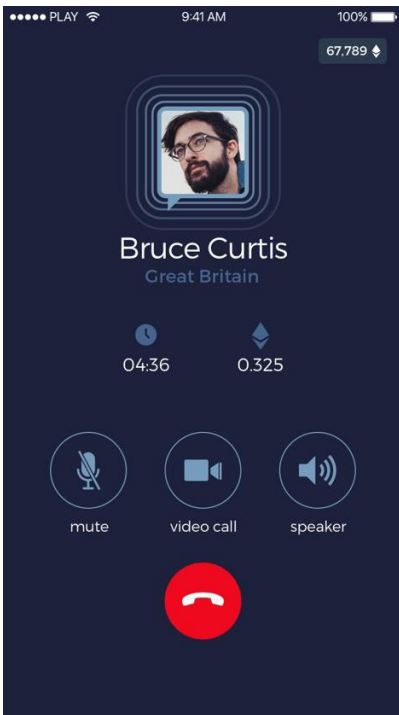 PLAY 9:41 AM 100%
67,789
Bruce Curtis
Great Britain
04:36 0.325
mute video call speaker